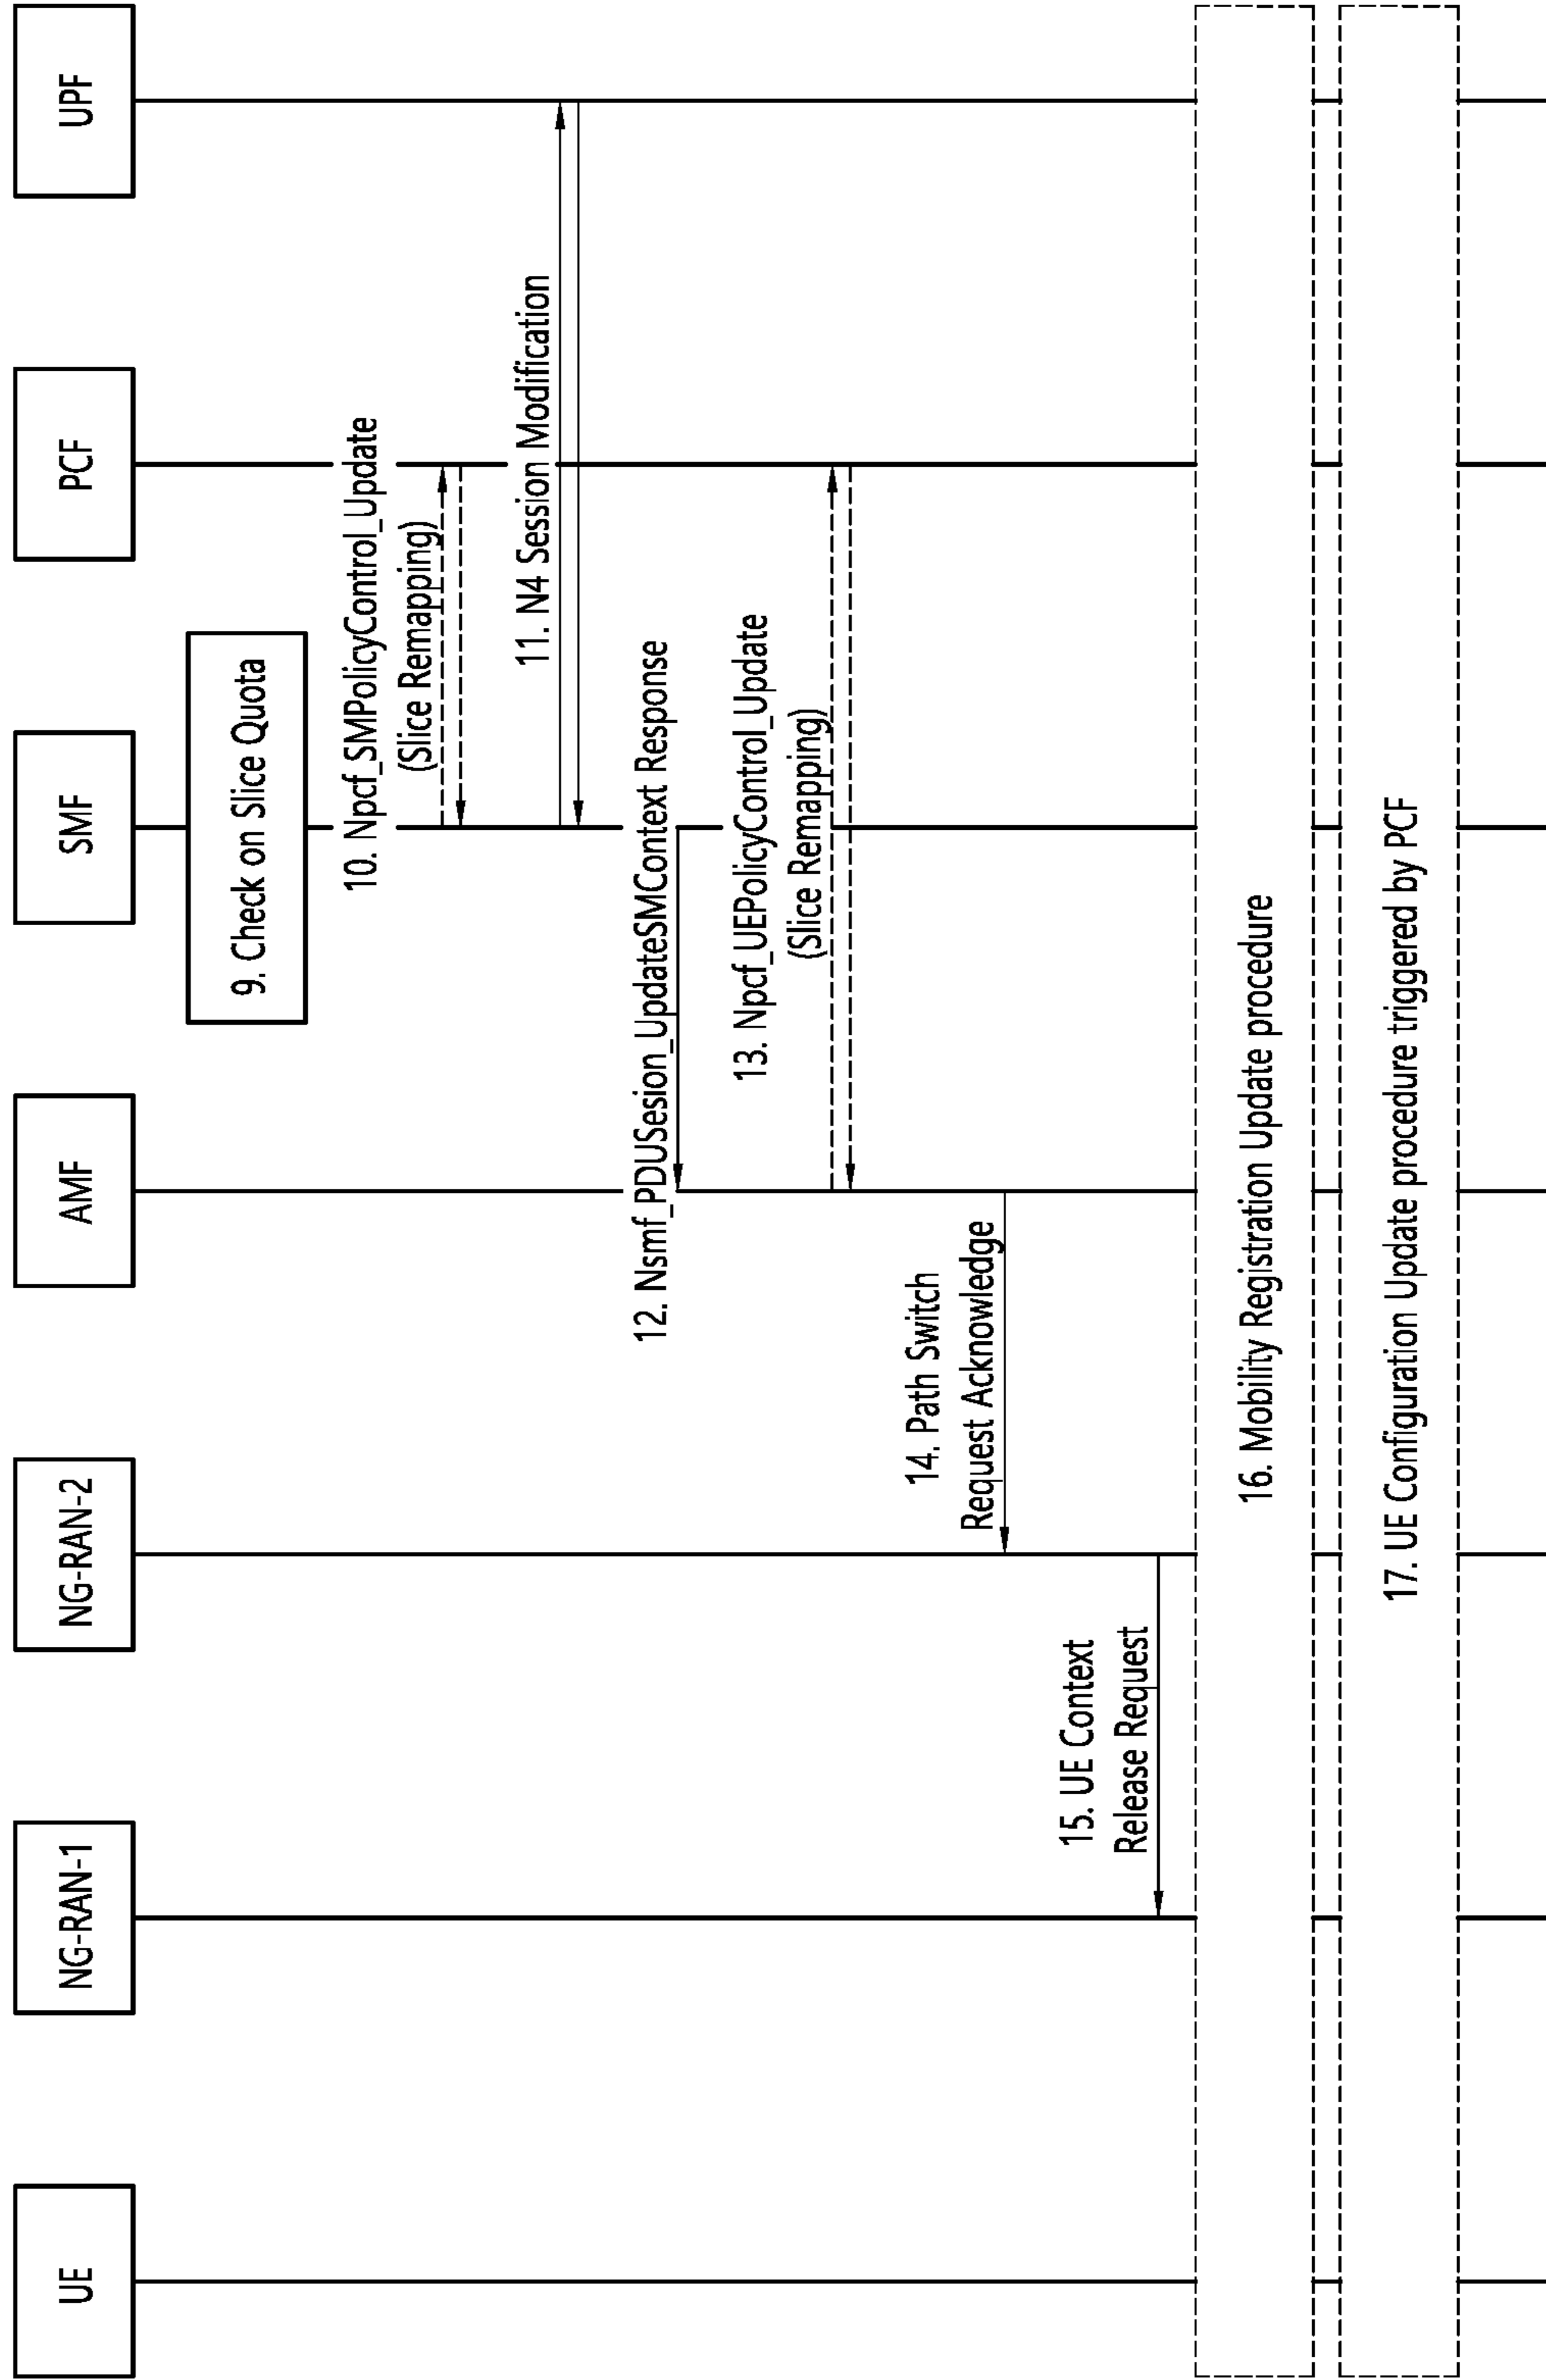 UE
NG-RAN-1
NG-RAN-2
AMF
SMF
PCF
UPF
9. Check on Slice Quota
10. Npcf_SMPolicyControl_Update
(Slice Remapping)
11. N4 Session Modification
12. Nsmf_PDUSesion_UpdateSMContext Response
13. Npcf_UEPolicyControl_Update
(Slice Remapping)
14. Path Switch
Request Acknowledge
15. UE Context
Release Request
16. Mobility Registration Update procedure
17. UE Configuration Update procedure triggered by PCF